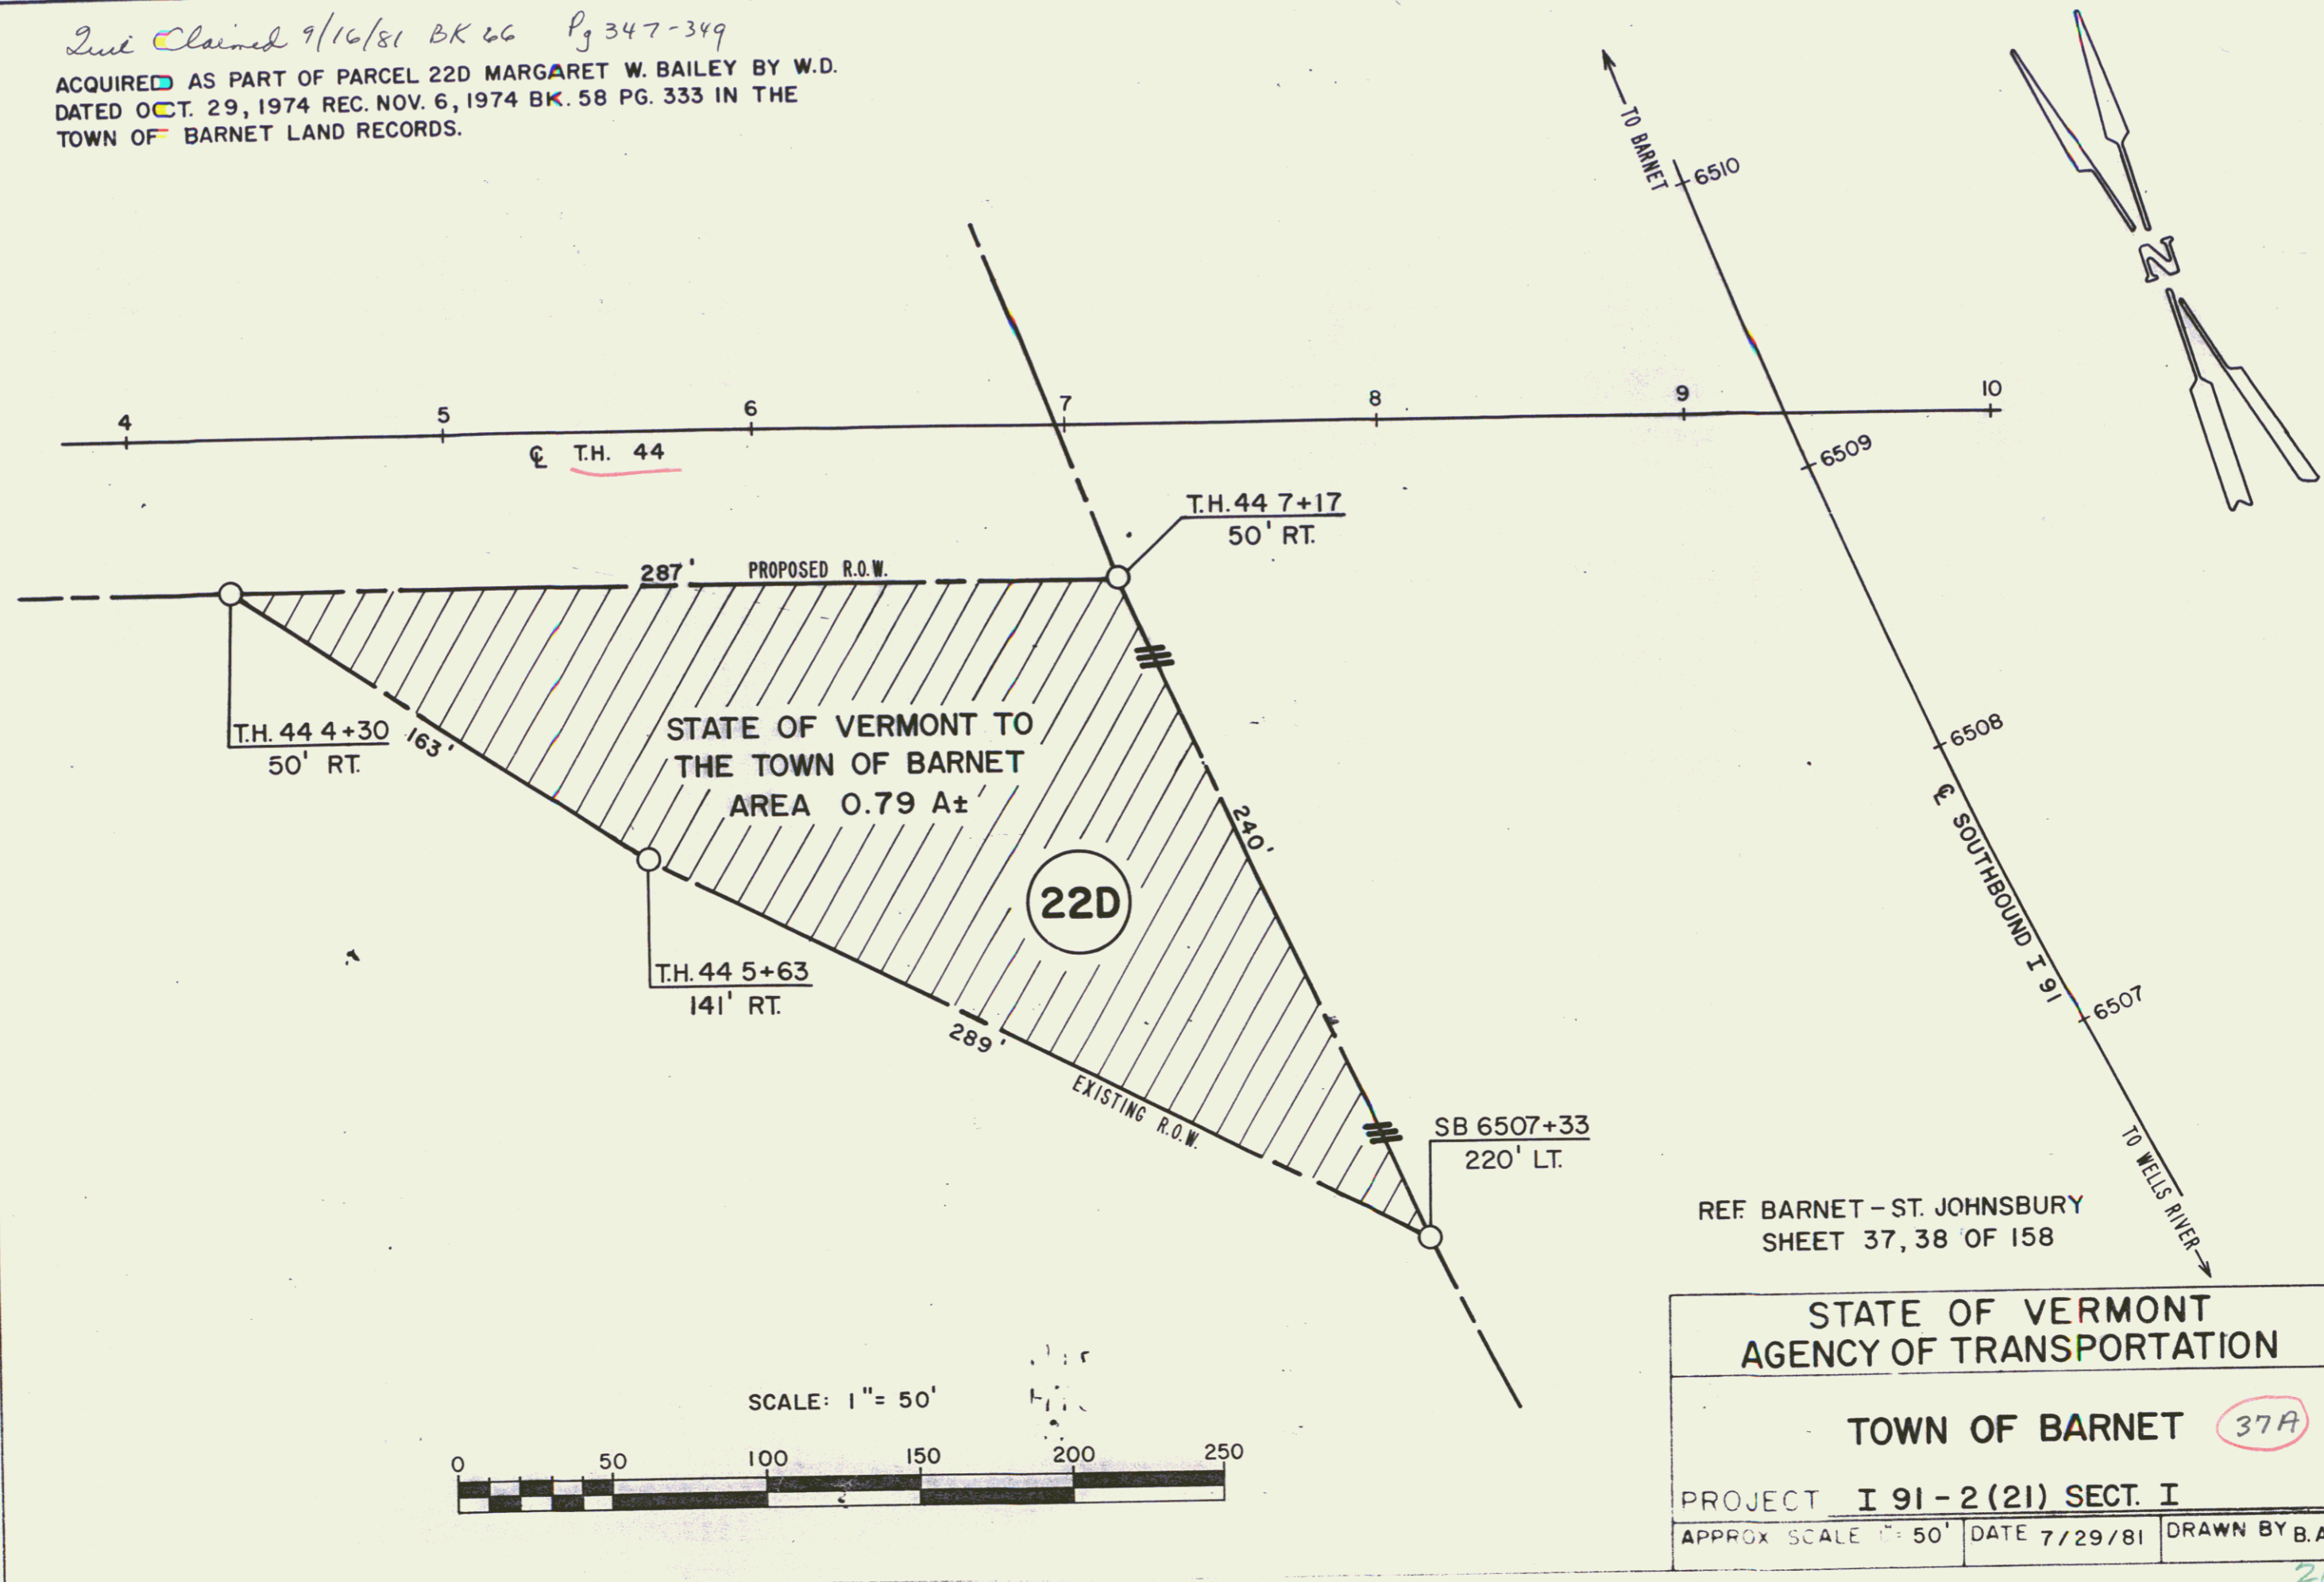 Quit Claimed 9/16/81 BK 66 Pg 347-349
ACQUIRED AS PART OF PARCEL 22D MARGARET W. BAILEY BY W.D.
DATED OCT. 29, 1974 REC. NOV. 6, 1974 BK. 58 PG. 333 IN THE
TOWN OF BARNET LAND RECORDS.
TO BARNET
6510
N
4
5
6
7
8
9
10
℄ T.H. 44
6509
T.H. 44 7+17
50' RT.
287'
PROPOSED R.O.W.
T.H. 44 4+30
50' RT.
163'
STATE OF VERMONT TO
THE TOWN OF BARNET
AREA 0.79 A±
240'
6508
℄ SOUTHBOUND I 91
22D
T.H. 44 5+63
141' RT.
289'
EXISTING R.O.W.
6507
SB 6507+33
220' LT.
TO WELLS RIVER
REF. BARNET - ST. JOHNSBURY
SHEET 37, 38 OF 158
SCALE: 1" = 50'
0 50 100 150 200 250
STATE OF VERMONT
AGENCY OF TRANSPORTATION
TOWN OF BARNET 37A
PROJECT I 91-2 (21) SECT. I
APPROX SCALE 1" = 50' DATE 7/29/81 DRAWN BY B.A